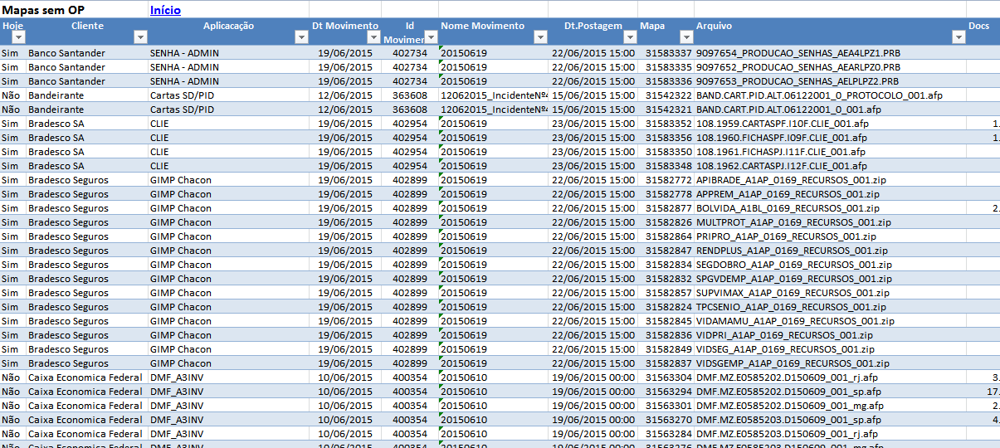 Mapas sem OP Início
Hoje Cliente Aplicacação Dt Movimento Id Movimen Nome Movimento Dt.Postagem Mapa Arquivo Docs
Sim Banco Santander SENHA - ADMIN 19/06/2015 402734 20150619 22/06/2015 15:00 31583337 9097654_PRODUCAO_SENHAS_AEA4LPZ1.PRB
Sim Banco Santander SENHA - ADMIN 19/06/2015 402734 20150619 22/06/2015 15:00 31583335 9097652_PRODUCAO_SENHAS_AEARLPZ0.PRB
Sim Banco Santander SENHA - ADMIN 19/06/2015 402734 20150619 22/06/2015 15:00 31583336 9097653_PRODUCAO_SENHAS_AELPLPZ2.PRB
Não Bandeirante Cartas SD/PID 12/06/2015 363608 12062015_IncidenteNº4 15/06/2015 15:00 31542322 BAND.CART.PID.ALT.06122001_0_PROTOCOLO_001.afp
Não Bandeirante Cartas SD/PID 12/06/2015 363608 12062015_IncidenteNº4 15/06/2015 15:00 31542321 BAND.CART.PID.ALT.06122001_0_001.afp
Sim Bradesco SA CLIE 19/06/2015 402954 20150619 23/06/2015 15:00 31583352 108.1959.CARTASPF.I10F.CLIE_001.afp 1.
Sim Bradesco SA CLIE 19/06/2015 402954 20150619 23/06/2015 15:00 31583356 108.1960.FICHASPF.I09F.CLIE_001.afp 1.
Sim Bradesco SA CLIE 19/06/2015 402954 20150619 23/06/2015 15:00 31583350 108.1961.FICHASPJ.I11F.CLIE_001.afp
Sim Bradesco SA CLIE 19/06/2015 402954 20150619 23/06/2015 15:00 31583348 108.1962.CARTASPJ.I12F.CLIE_001.afp
Sim Bradesco Seguros GIMP Chacon 19/06/2015 402899 20150619 22/06/2015 15:00 31582772 APIBRADE_A1AP_0169_RECURSOS_001.zip
Sim Bradesco Seguros GIMP Chacon 19/06/2015 402899 20150619 22/06/2015 15:00 31582778 APPREM_A1AP_0169_RECURSOS_001.zip
Sim Bradesco Seguros GIMP Chacon 19/06/2015 402899 20150619 22/06/2015 15:00 31582877 BOLVIDA_A1BL_0169_RECURSOS_001.zip 2.
Sim Bradesco Seguros GIMP Chacon 19/06/2015 402899 20150619 22/06/2015 15:00 31582826 MULTPROT_A1AP_0169_RECURSOS_001.zip
Sim Bradesco Seguros GIMP Chacon 19/06/2015 402899 20150619 22/06/2015 15:00 31582864 PRIPRO_A1AP_0169_RECURSOS_001.zip
Sim Bradesco Seguros GIMP Chacon 19/06/2015 402899 20150619 22/06/2015 15:00 31582847 RENDPLUS_A1AP_0169_RECURSOS_001.zip
Sim Bradesco Seguros GIMP Chacon 19/06/2015 402899 20150619 22/06/2015 15:00 31582834 SEGDOBRO_A1AP_0169_RECURSOS_001.zip
Sim Bradesco Seguros GIMP Chacon 19/06/2015 402899 20150619 22/06/2015 15:00 31582832 SPGVDEMP_A1AP_0169_RECURSOS_001.zip
Sim Bradesco Seguros GIMP Chacon 19/06/2015 402899 20150619 22/06/2015 15:00 31582857 SUPVIMAX_A1AP_0169_RECURSOS_001.zip
Sim Bradesco Seguros GIMP Chacon 19/06/2015 402899 20150619 22/06/2015 15:00 31582824 TPCSENIO_A1AP_0169_RECURSOS_001.zip
Sim Bradesco Seguros GIMP Chacon 19/06/2015 402899 20150619 22/06/2015 15:00 31582845 VIDAMAMU_A1AP_0169_RECURSOS_001.zip
Sim Bradesco Seguros GIMP Chacon 19/06/2015 402899 20150619 22/06/2015 15:00 31582836 VIDPRI_A1AP_0169_RECURSOS_001.zip
Sim Bradesco Seguros GIMP Chacon 19/06/2015 402899 20150619 22/06/2015 15:00 31582849 VIDSEG_A1AP_0169_RECURSOS_001.zip
Sim Bradesco Seguros GIMP Chacon 19/06/2015 402899 20150619 22/06/2015 15:00 31582837 VIDSGEMP_A1AP_0169_RECURSOS_001.zip
Não Caixa Economica Federal DMF_A3INV 10/06/2015 400354 20150610 19/06/2015 00:00 31563304 DMF.MZ.E0585202.D150609_001_rj.afp 3.
Não Caixa Economica Federal DMF_A3INV 10/06/2015 400354 20150610 19/06/2015 00:00 31563294 DMF.MZ.E0585202.D150609_001_sp.afp 17.
Não Caixa Economica Federal DMF_A3INV 10/06/2015 400354 20150610 19/06/2015 00:00 31563301 DMF.MZ.E0585202.D150609_001_mg.afp 2.
Não Caixa Economica Federal DMF_A3INV 10/06/2015 400354 20150610 19/06/2015 00:00 31563270 DMF.MZ.E0585203.D150609_001_sp.afp 4.
Não Caixa Economica Federal DMF_A3INV 10/06/2015 400354 20150610 19/06/2015 00:00 31563284 DMF.MZ.E0585203.D150609_001_rj.afp
Não Caixa Economica Federal DMF_A3INV 10/06/2015 400354 20150610 19/06/2015 00:00 31563276